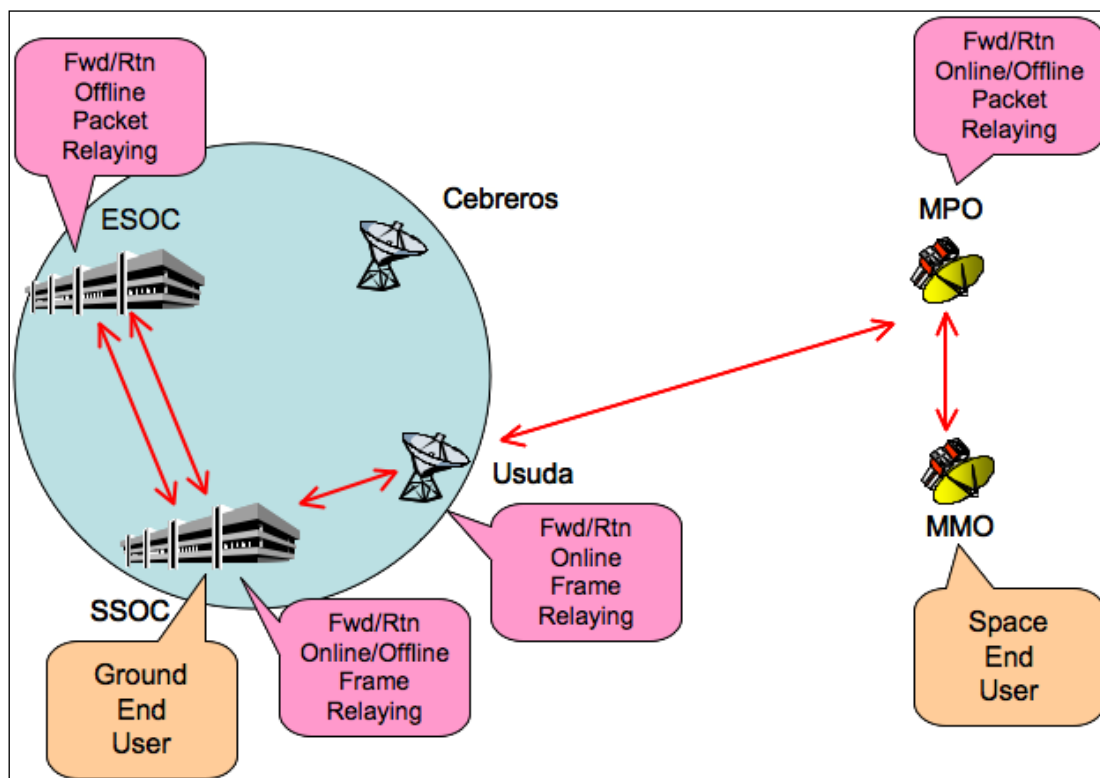 Fwd/Rtn
Offline
Packet
Relaying
Fwd/Rtn
Online/Offline
Packet
Relaying
ESOC
Cebreros
MPO
Usuda
MMO
SSOC
Fwd/Rtn
Online
Frame
Relaying
Fwd/Rtn
Online/Offline
Frame
Relaying
Ground
End
User
Space
End
User